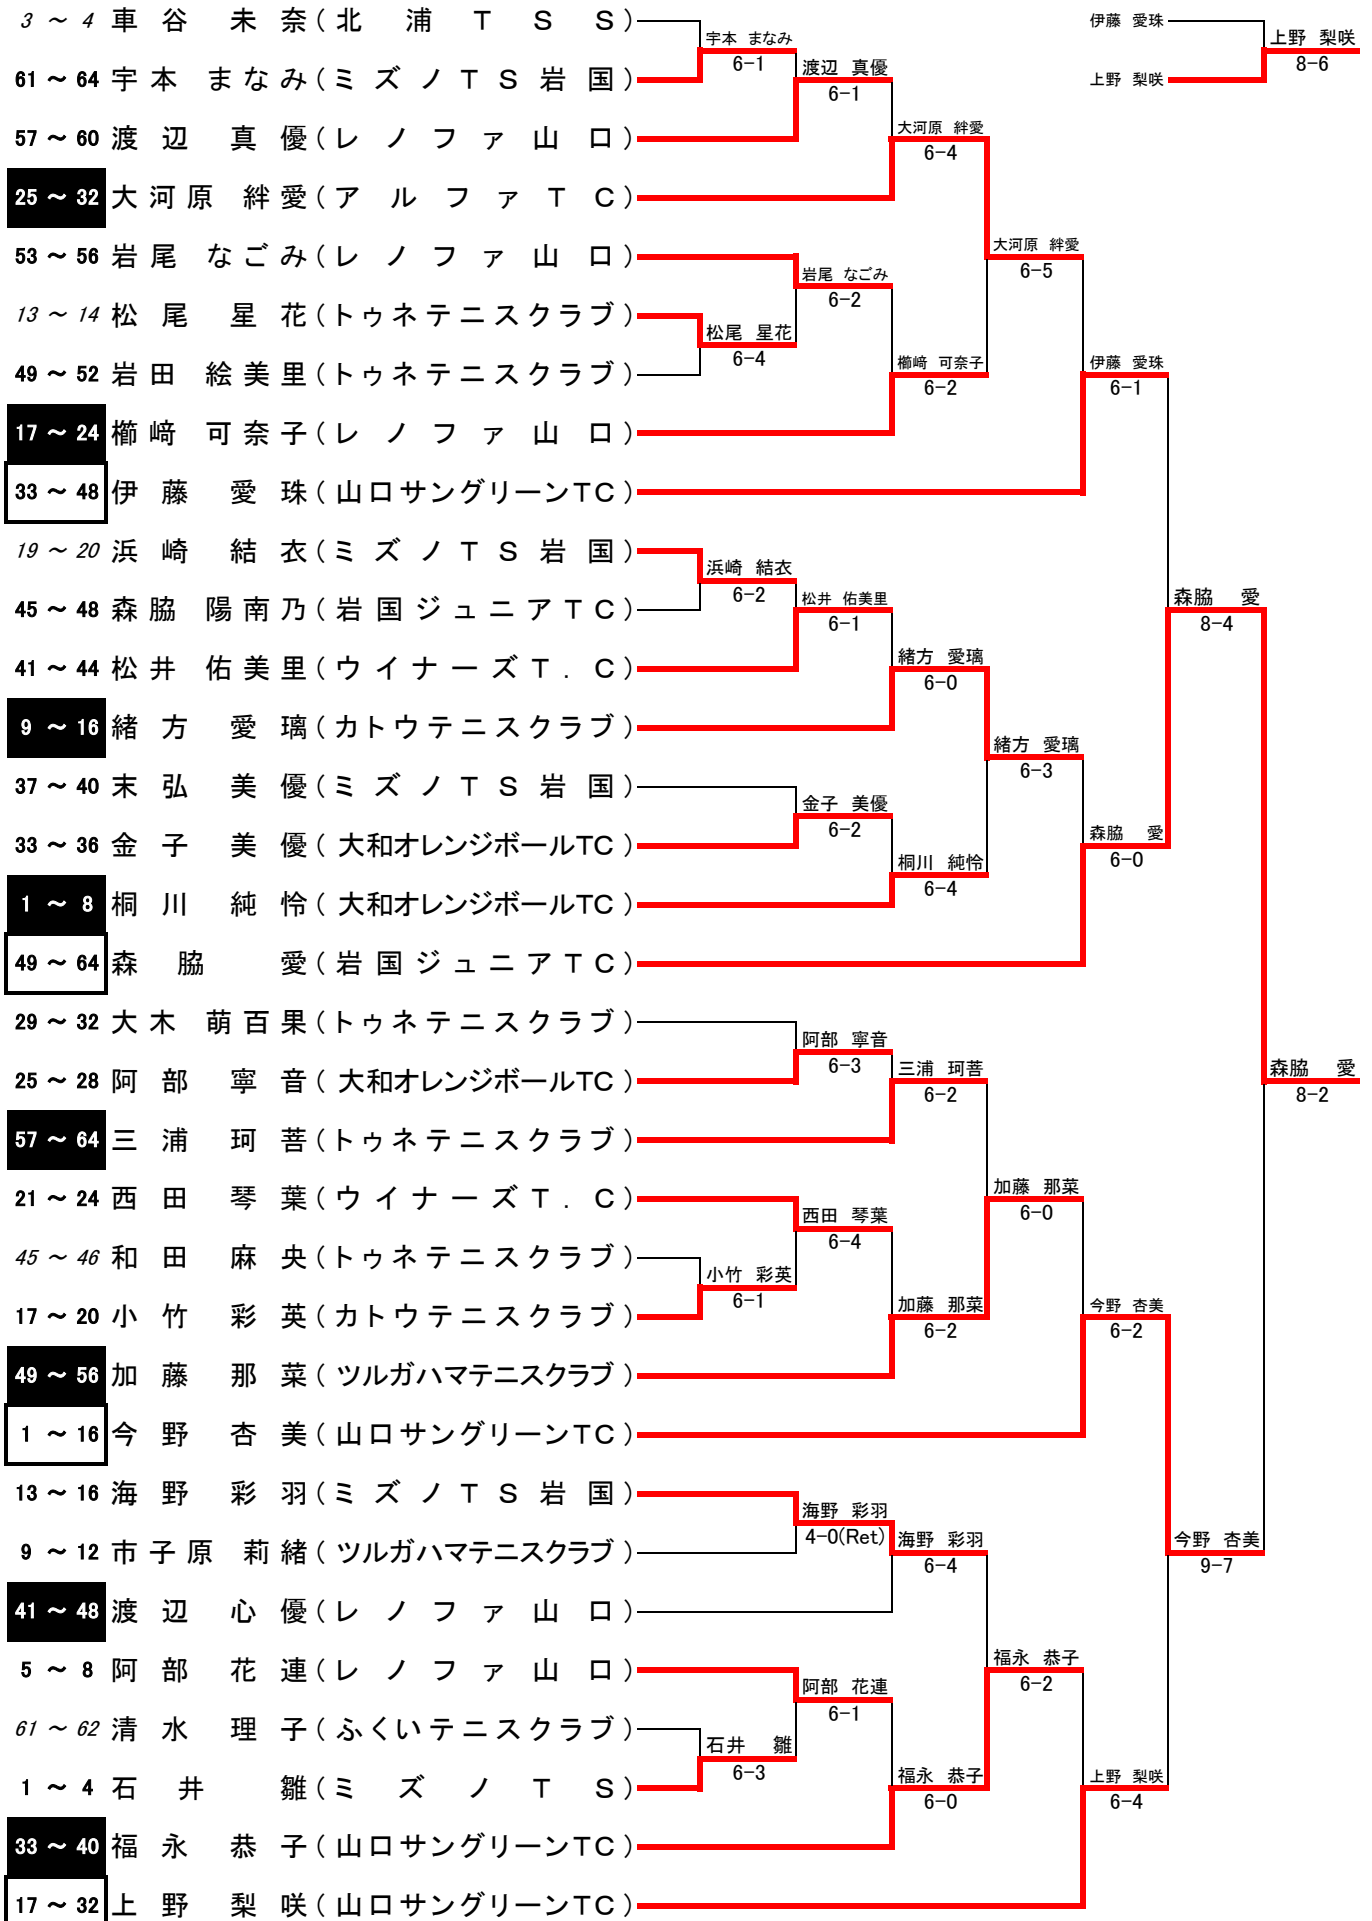 3 ～ 4 車谷 未奈(北浦TSS)
61 ～ 64 宇本 まなみ(ミズノTS岩国)
57 ～ 60 渡辺 真優(レノファ山口)
25 ～ 32 大河原 絆愛(アルファTC)
53 ～ 56 岩尾 なごみ(レノファ山口)
13 ～ 14 松尾 星花(トゥネテニスクラブ)
49 ～ 52 岩田 絵美里(トゥネテニスクラブ)
17 ～ 24 櫛﨑 可奈子(レノファ山口)
33 ～ 48 伊藤 愛珠(山口サングリーンTC)
19 ～ 20 浜崎 結衣(ミズノTS岩国)
45 ～ 48 森脇 陽南乃(岩国ジュニアTC)
41 ～ 44 松井 佑美里(ウイナーズT.C)
9 ～ 16 緒方 愛璃(カトウテニスクラブ)
37 ～ 40 末弘 美優(ミズノTS岩国)
33 ～ 36 金子 美優(大和オレンジボールTC)
1 ～ 8 桐川 純怜(大和オレンジボールTC)
49 ～ 64 森脇 愛(岩国ジュニアTC)
29 ～ 32 大木 萌百果(トゥネテニスクラブ)
25 ～ 28 阿部 寧音(大和オレンジボールTC)
57 ～ 64 三浦 珂菩(トゥネテニスクラブ)
21 ～ 24 西田 琴葉(ウイナーズT.C)
45 ～ 46 和田 麻央(トゥネテニスクラブ)
17 ～ 20 小竹 彩英(カトウテニスクラブ)
49 ～ 56 加藤 那菜(ツルガハマテニスクラブ)
1 ～ 16 今野 杏美(山口サングリーンTC)
13 ～ 16 海野 彩羽(ミズノTS岩国)
9 ～ 12 市子原 莉緒(ツルガハマテニスクラブ)
41 ～ 48 渡辺 心優(レノファ山口)
5 ～ 8 阿部 花連(レノファ山口)
61 ～ 62 清水 理子(ふくいテニスクラブ)
1 ～ 4 石井 雛(ミズノTS)
33 ～ 40 福永 恭子(山口サングリーンTC)
17 ～ 32 上野 梨咲(山口サングリーンTC)
宇本 まなみ
6-1
松尾 星花
6-4
浜崎 結衣
6-2
小竹 彩英
6-1
石井 雛
6-3
渡辺 真優
6-1
岩尾 なごみ
6-2
松井 佑美里
6-1
金子 美優
6-2
阿部 寧音
6-3
西田 琴葉
6-4
海野 彩羽
4-0(Ret)
阿部 花連
6-1
大河原 絆愛
6-4
櫛﨑 可奈子
6-2
緒方 愛璃
6-0
桐川 純怜
6-4
三浦 珂菩
6-2
加藤 那菜
6-2
海野 彩羽
6-4
福永 恭子
6-0
大河原 絆愛
6-5
緒方 愛璃
6-3
加藤 那菜
6-0
福永 恭子
6-2
伊藤 愛珠
6-1
森脇 愛
6-0
今野 杏美
6-2
上野 梨咲
6-4
森脇 愛
8-4
今野 杏美
9-7
森脇 愛
8-2
伊藤 愛珠
上野 梨咲
上野 梨咲
8-6